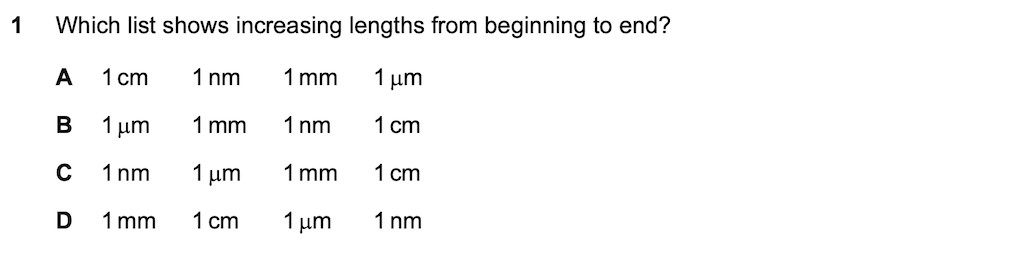 1 Which list shows increasing lengths from beginning to end?
A 1 cm 1 nm 1 mm 1 μm
B 1 μm 1 mm 1 nm 1 cm
C 1 nm 1 μm 1 mm 1 cm
D 1 mm 1 cm 1 μm 1 nm